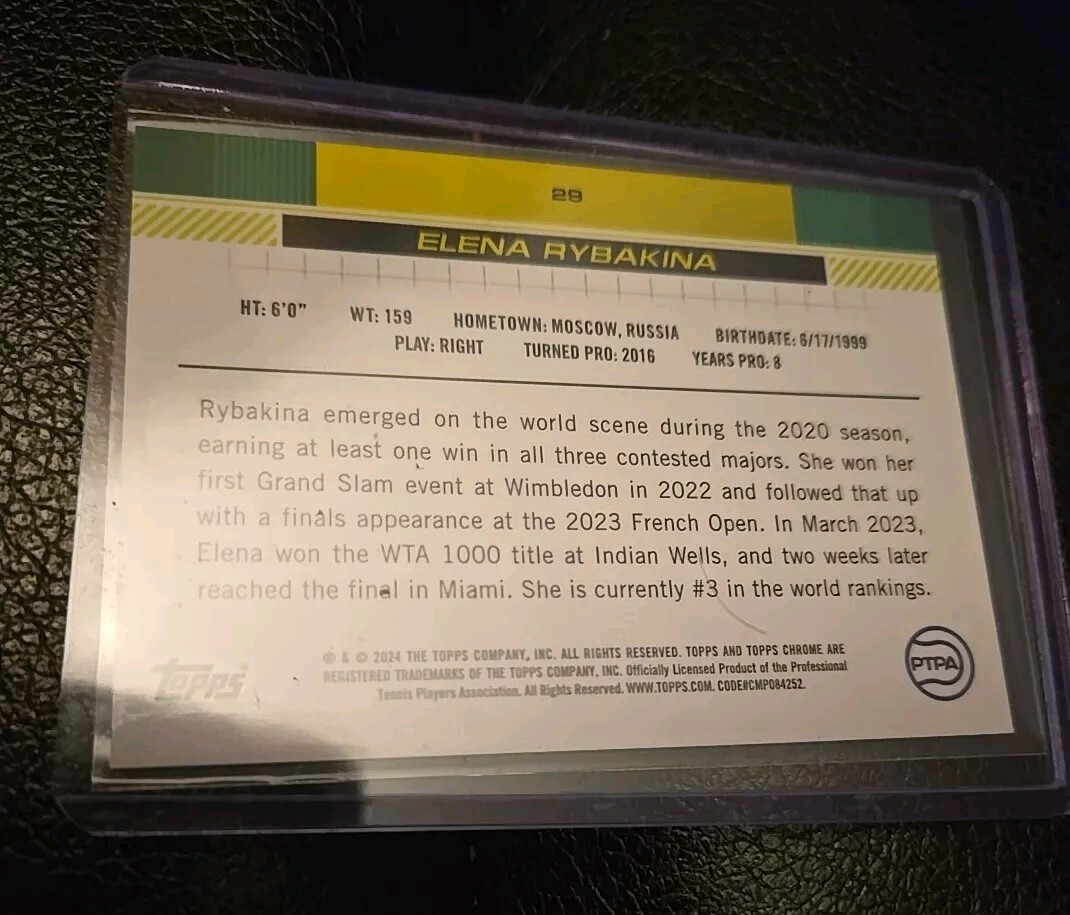 29
ELENA RYBAKINA
HT: 6'0" WT: 159 HOMETOWN: MOSCOW, RUSSIA BIRTHDATE: 6/17/1999
PLAY: RIGHT TURNED PRO: 2016 YEARS PRO: 8
Rybakina emerged on the world scene during the 2020 season,
earning at least one win in all three contested majors. She won her
first Grand Slam event at Wimbledon in 2022 and followed that up
with a finals appearance at the 2023 French Open. In March 2023,
Elena won the WTA 1000 title at Indian Wells, and two weeks later
reached the final in Miami. She is currently #3 in the world rankings.
® & © 2024 THE TOPPS COMPANY, INC. ALL RIGHTS RESERVED. TOPPS AND TOPPS CHROME ARE
REGISTERED TRADEMARKS OF THE TOPPS COMPANY, INC. Officially Licensed Product of the Professional
Tennis Players Association. All Rights Reserved. WWW.TOPPS.COM. CODE#CMP084252.
Topps
PTPA